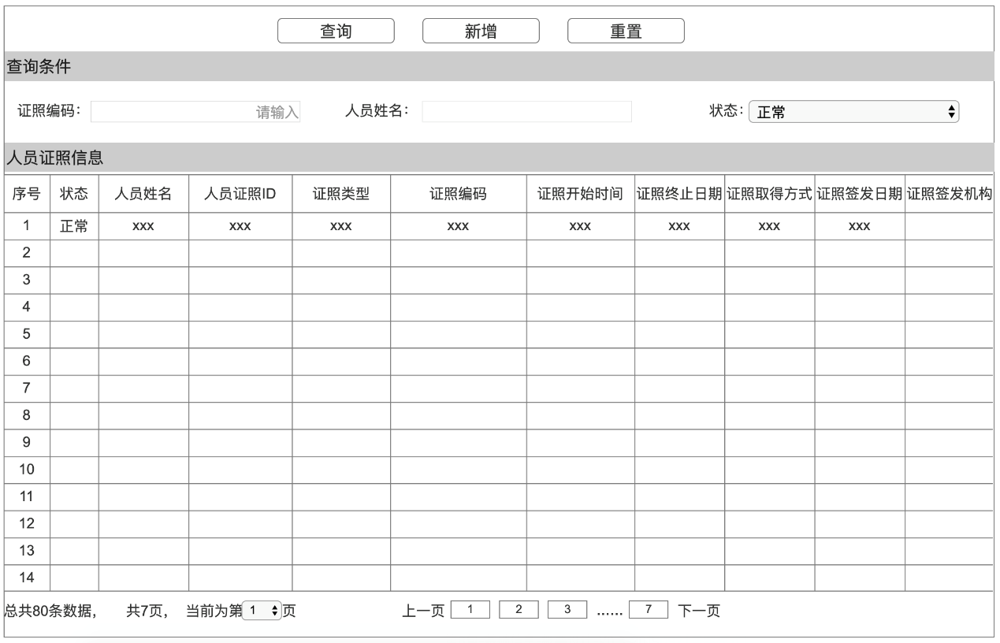 查询 新增 重置
查询条件
证照编码： 请输入 人员姓名： 状态： 正常
人员证照信息
序号 状态 人员姓名 人员证照ID 证照类型 证照编码 证照开始时间 证照终止日期 证照取得方式 证照签发日期 证照签发机构
1 正常 xxx xxx xxx xxx xxx xxx xxx xxx
2
3
4
5
6
7
8
9
10
11
12
13
14
总共80条数据， 共7页， 当前为第 1 页 上一页 1 2 3 ...... 7 下一页